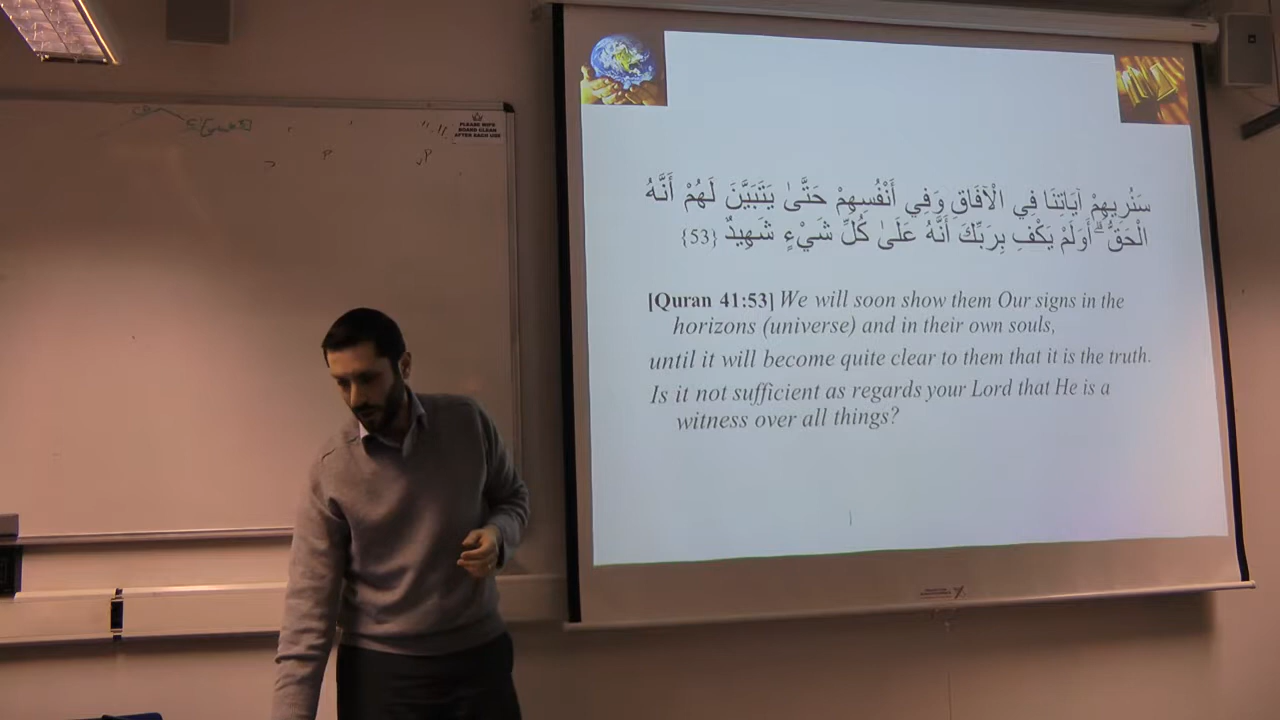 PLEASE WIPE
BOARD CLEAN
AFTER EACH USE
سَنُرِيهِمْ آيَاتِنَا فِي الْآفَاقِ وَفِي أَنْفُسِهِمْ حَتَّىٰ يَتَبَيَّنَ لَهُمْ أَنَّهُ
الْحَقُّ ۗ أَوَلَمْ يَكْفِ بِرَبِّكَ أَنَّهُ عَلَىٰ كُلِّ شَيْءٍ شَهِيدٌ {53}
[Quran 41:53] We will soon show them Our signs in the
horizons (universe) and in their own souls,
until it will become quite clear to them that it is the truth.
Is it not sufficient as regards your Lord that He is a
witness over all things?